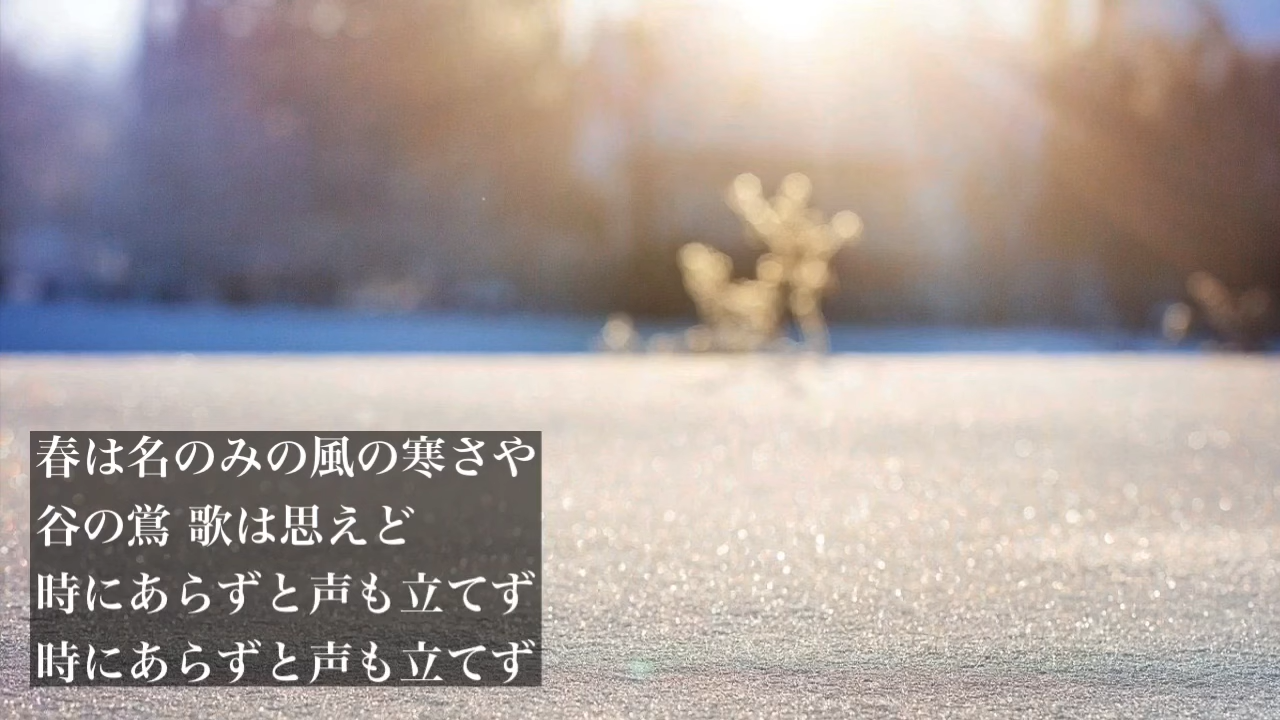 春は名のみの風の寒さや
谷の鴬 歌は思えど
時にあらずと声も立てず
時にあらずと声も立てず